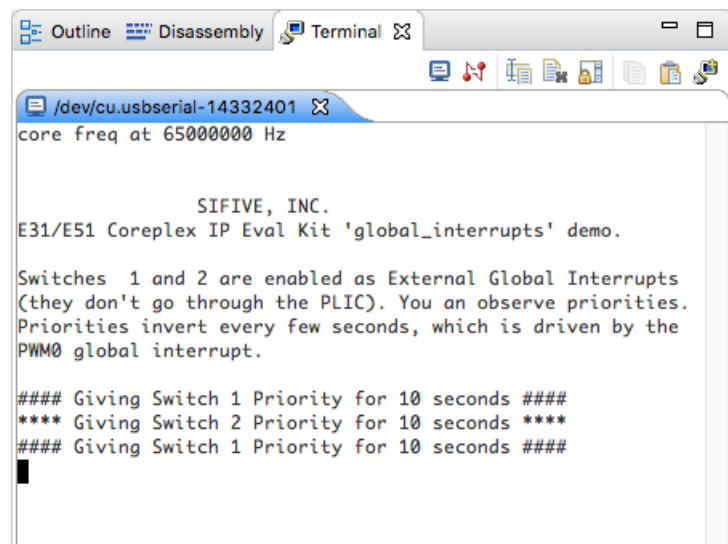 Outline Disassembly Terminal
/dev/cu.usbserial-14332401
core freq at 65000000 Hz
SIFIVE, INC.
E31/E51 Coreplex IP Eval Kit 'global_interrupts' demo.
Switches  1 and 2 are enabled as External Global Interrupts
(they don't go through the PLIC). You an observe priorities.
Priorities invert every few seconds, which is driven by the
PWM0 global interrupt.
#### Giving Switch 1 Priority for 10 seconds ####
**** Giving Switch 2 Priority for 10 seconds ****
#### Giving Switch 1 Priority for 10 seconds ####